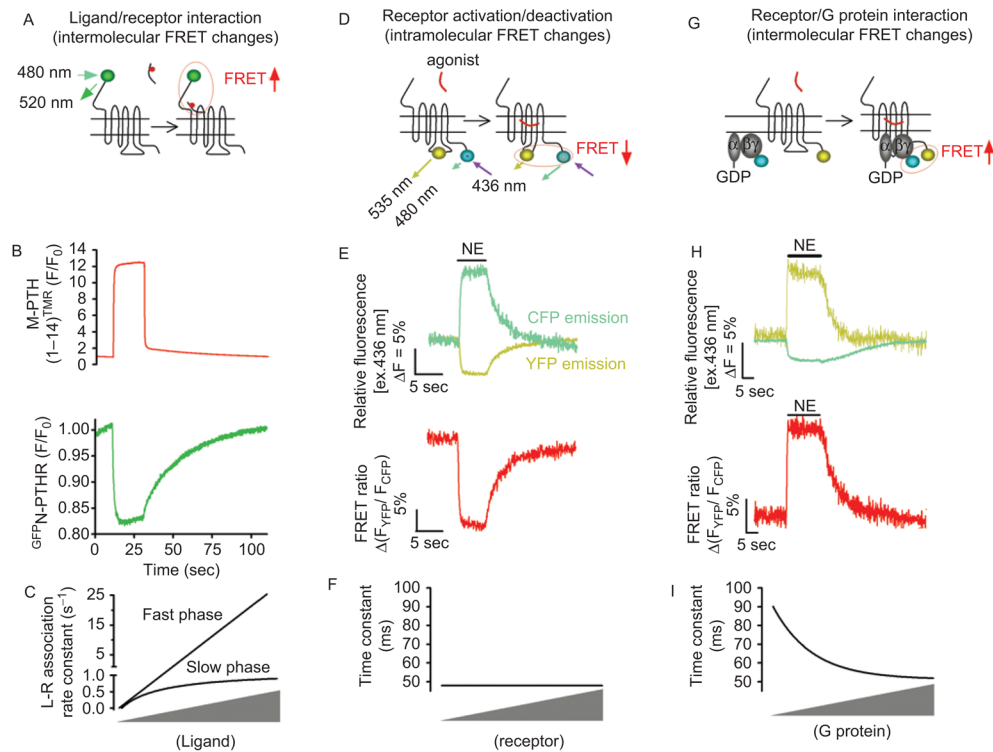 A
Ligand/receptor interaction
(intermolecular FRET changes)
480 nm
520 nm
FRET
D
Receptor activation/deactivation
(intramolecular FRET changes)
agonist
FRET
535 nm
480 nm
436 nm
G
Receptor/G protein interaction
(intermolecular FRET changes)
α
βγ
GDP
α
βγ
GDP
FRET
B
M-PTH
(1–14)TMR (F/F0)
14
12
10
8
6
4
2
0
GFPN-PTHR (F/F0)
1.00
0.95
0.90
0.85
0.80
0
25
50
75
100
Time (sec)
E
NE
CFP emission
YFP emission
Relative fluorescence
[ex.436 nm]
ΔF = 5%
5 sec
FRET ratio
Δ(FYFP/ FCFP)
5%
5 sec
H
NE
Relative fluorescence
[ex.436 nm]
ΔF = 5%
5 sec
NE
FRET ratio
Δ(FYFP/ FCFP)
5%
5 sec
C
L-R association
rate constant (s−1)
25
15
5
1.0
0.5
0.0
Fast phase
Slow phase
(Ligand)
F
Time constant
(ms)
100
90
80
70
60
50
(receptor)
I
Time constant
(ms)
100
90
80
70
60
50
(G protein)